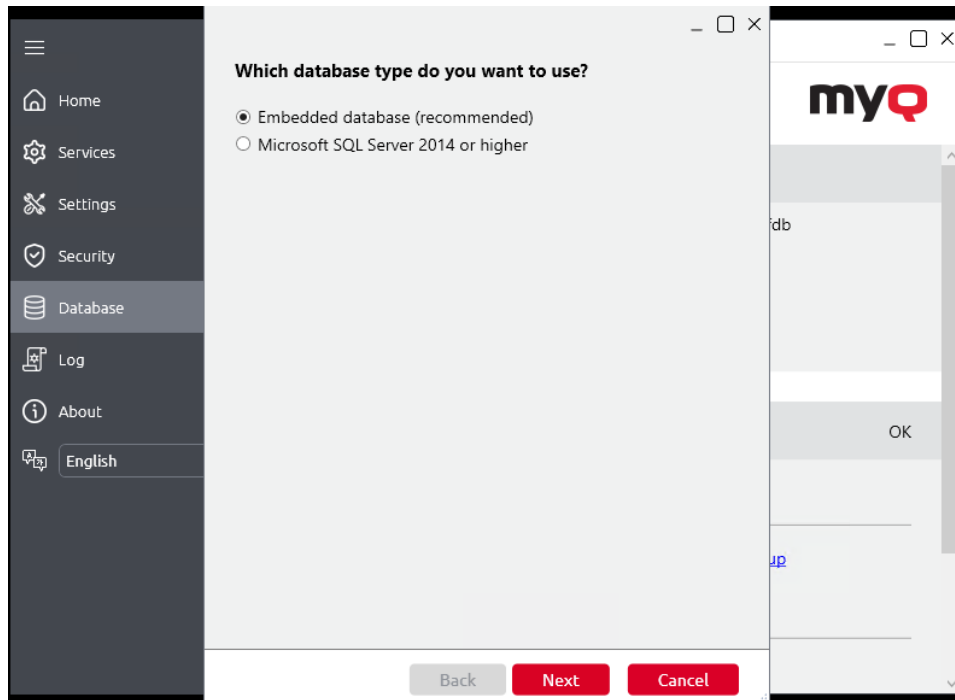 Home
Services
Settings
Security
Database
Log
About
English
Which database type do you want to use?
Embedded database (recommended)
Microsoft SQL Server 2014 or higher
Back
Next
Cancel
myQ
fdb
OK
up